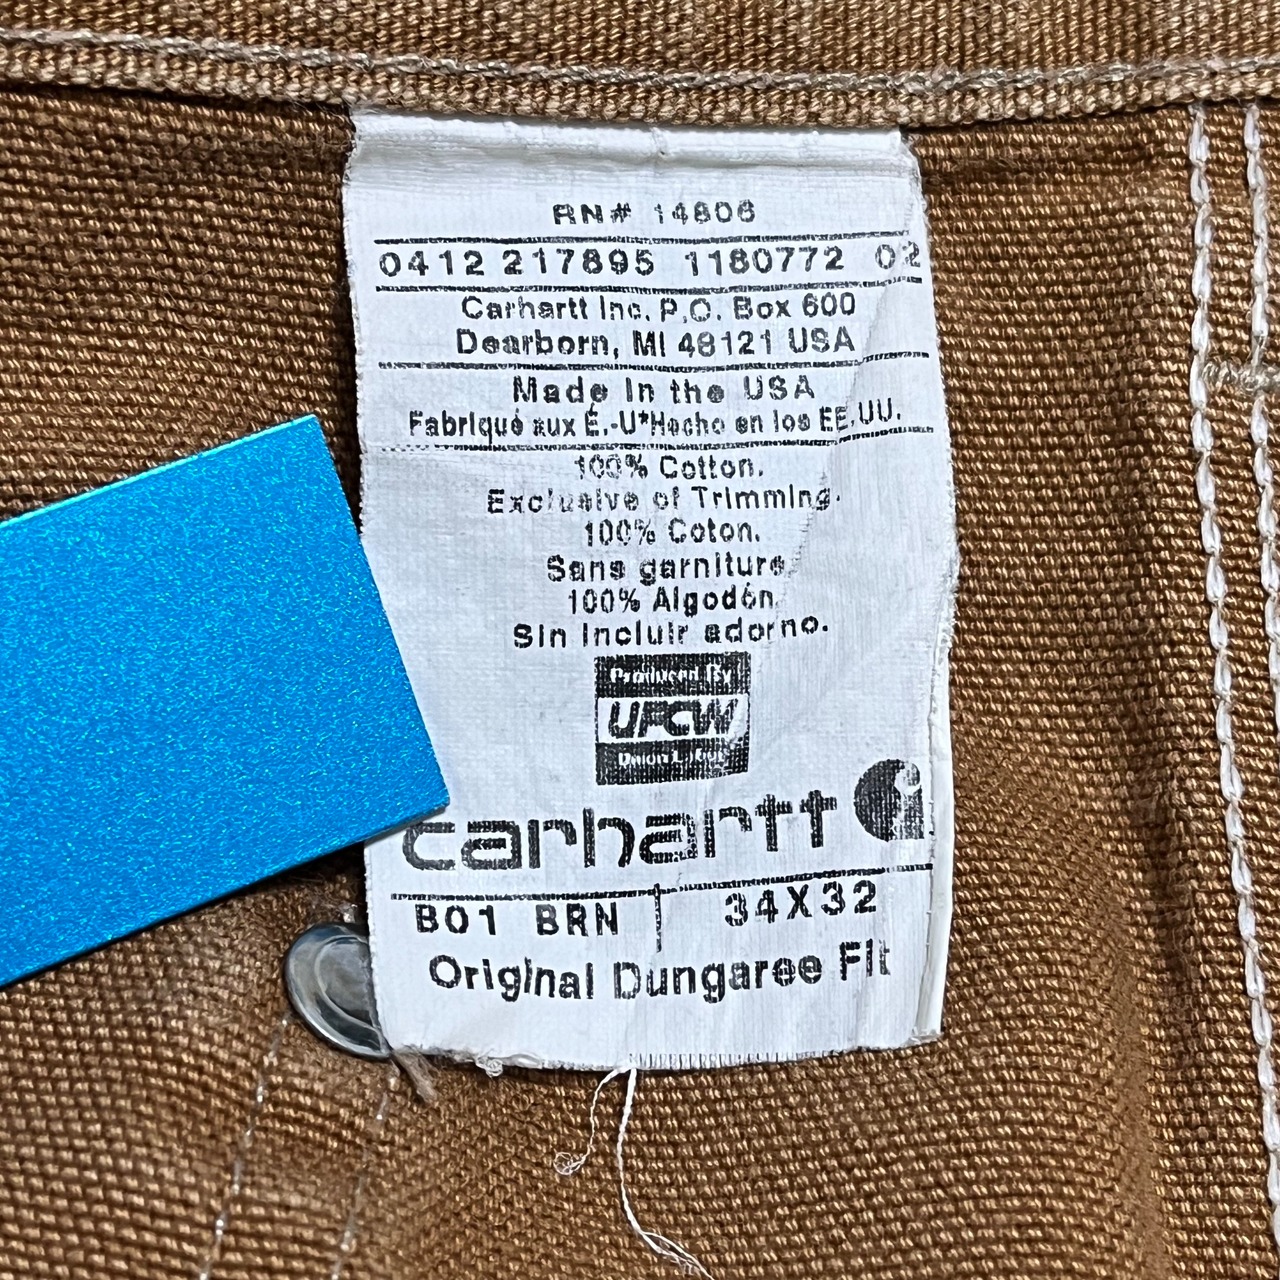 RN# 14806
0412 217895 1180772 02
Carhartt Inc. P.O. Box 600
Dearborn, MI 48121 USA
Made In the USA
Fabriqué aux É.-U*Hecho en los EE.UU.
100% Cotton.
Exclusive of Trimming.
100% Coton.
Sans garniture.
100% Algodón.
Sin incluir adorno.
Produced By
UFCW
Union Labor
carhartt
B01 BRN 34X32
Original Dungaree Fit